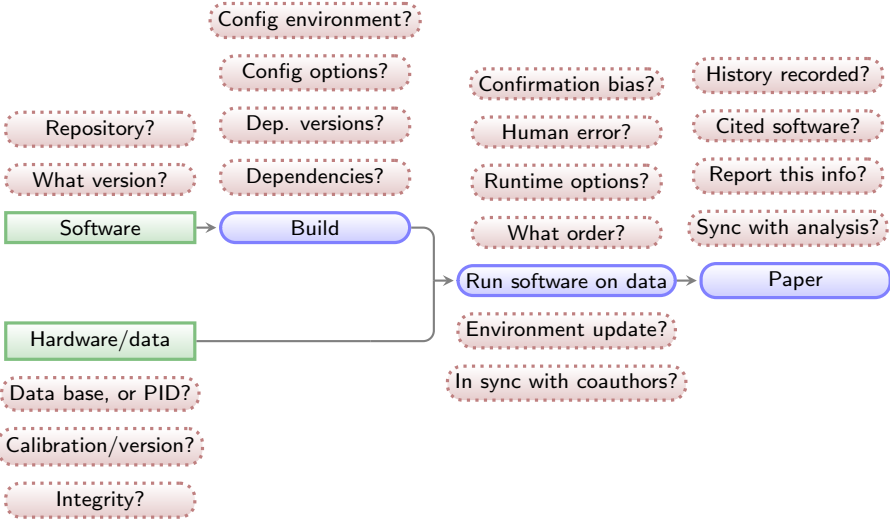 Config environment?
Config options?
Dep. versions?
Dependencies?
Repository?
What version?
Software
Build
Confirmation bias?
Human error?
Runtime options?
What order?
Run software on data
Environment update?
In sync with coauthors?
History recorded?
Cited software?
Report this info?
Sync with analysis?
Paper
Hardware/data
Data base, or PID?
Calibration/version?
Integrity?